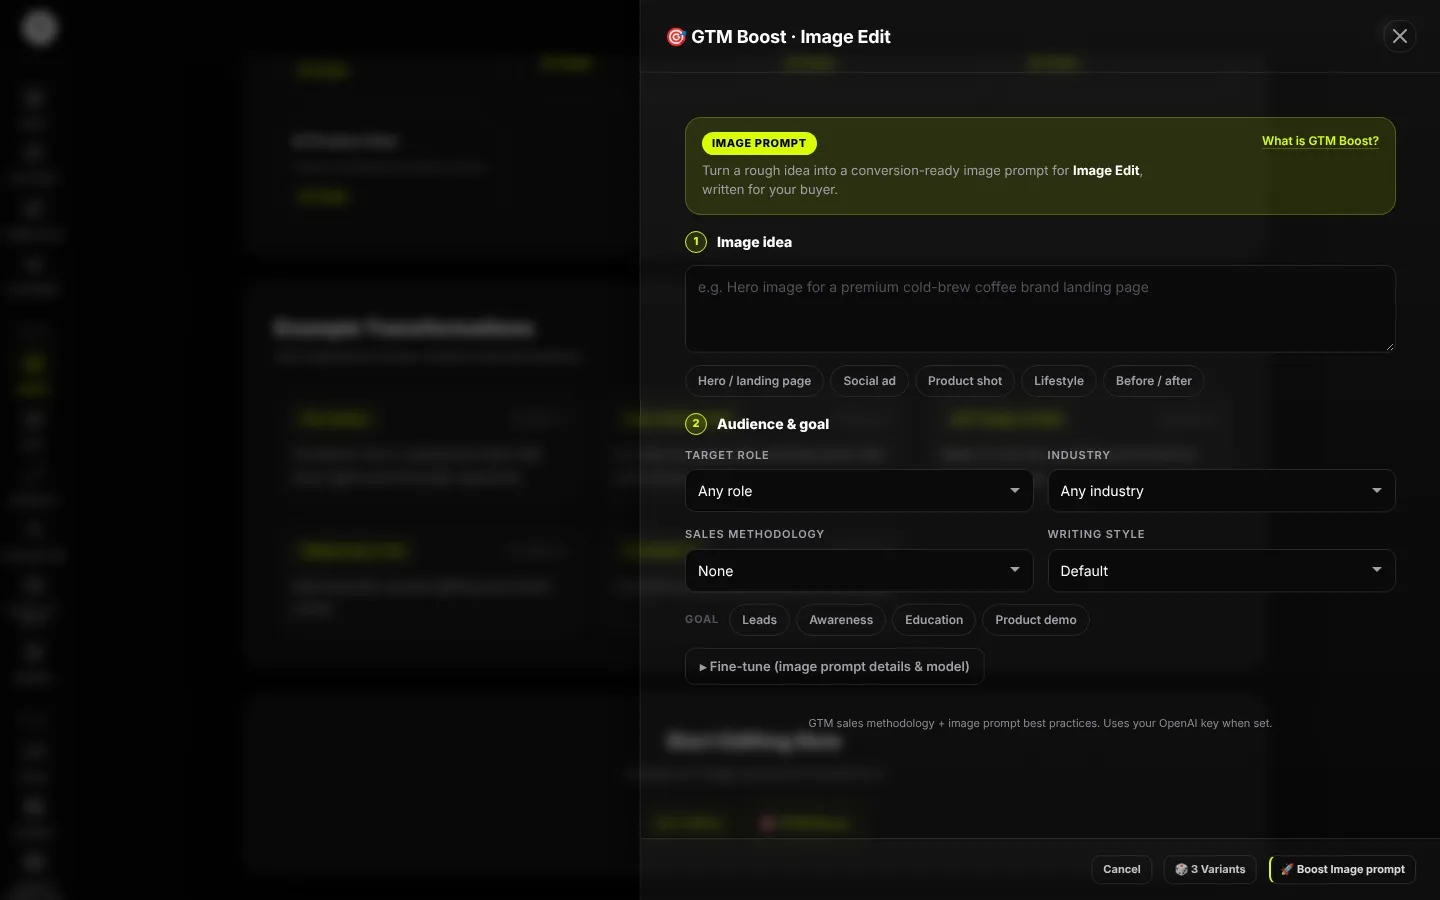 🎯 GTM Boost · Image Edit
IMAGE PROMPT
What is GTM Boost?
Turn a rough idea into a conversion-ready image prompt for Image Edit,
written for your buyer.
1 Image idea
e.g. Hero image for a premium cold-brew coffee brand landing page
Hero / landing page
Social ad
Product shot
Lifestyle
Before / after
2 Audience & goal
TARGET ROLE
INDUSTRY
Any role
Any industry
SALES METHODOLOGY
WRITING STYLE
None
Default
GOAL
Leads
Awareness
Education
Product demo
▸ Fine-tune (image prompt details & model)
GTM sales methodology + image prompt best practices. Uses your OpenAI key when set.
Example Transformations
Start Editing Now
Cancel
🎲 3 Variants
🚀 Boost Image prompt